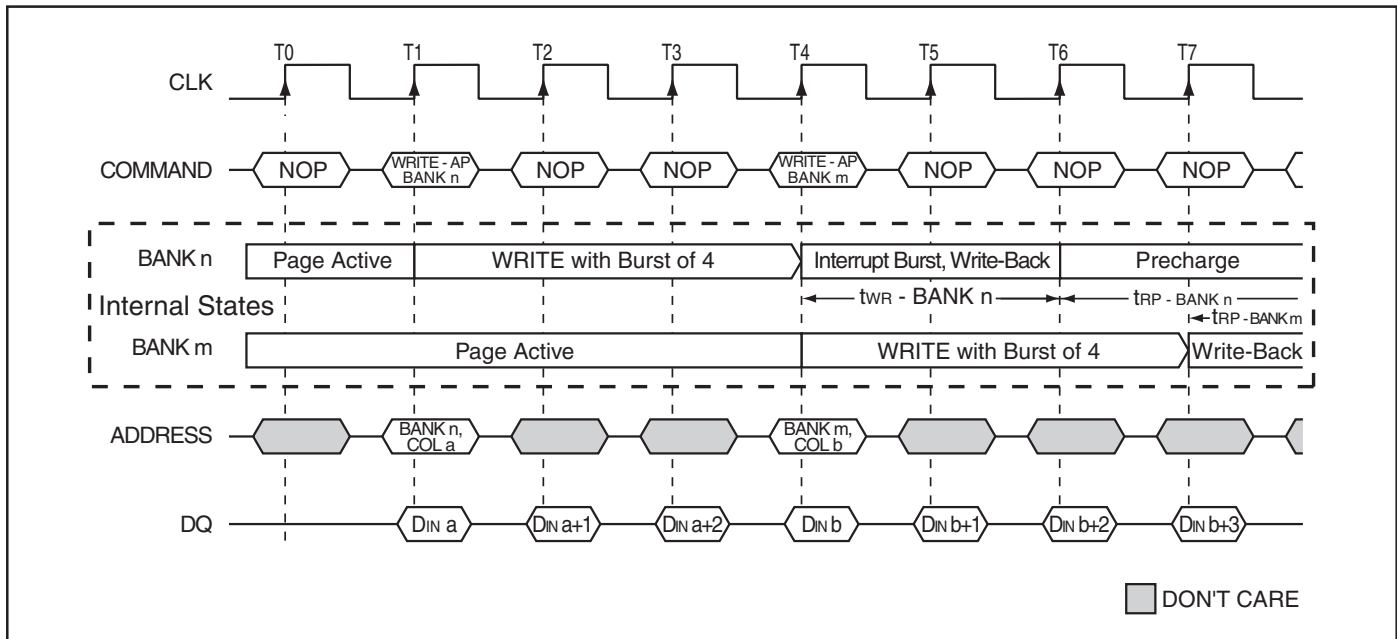 T0 T1 T2 T3 T4 T5 T6 T7
CLK
COMMAND NOP WRITE - AP BANK n NOP NOP WRITE - AP BANK m NOP NOP NOP
BANK n Page Active WRITE with Burst of 4 Interrupt Burst, Write-Back Precharge
tWR - BANK n tRP - BANK n
Internal States
tRP - BANK m
BANK m Page Active WRITE with Burst of 4 Write-Back
ADDRESS BANK n, COL a BANK m, COL b
DQ DIN a DIN a+1 DIN a+2 DIN b DIN b+1 DIN b+2 DIN b+3
DON'T CARE